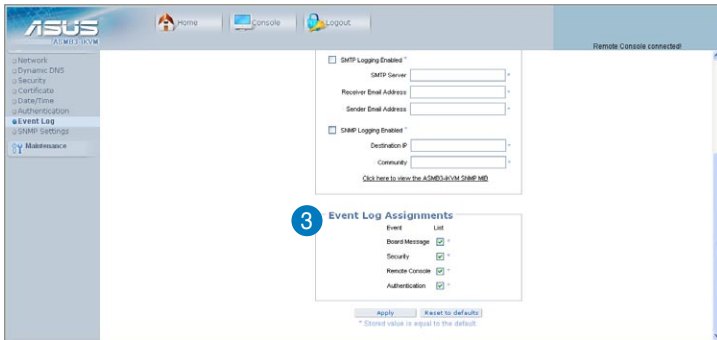 ASUS
ASMB3-iKVM
Home
Console
Logout
Remote Console connected!
Network
Dynamic DNS
Security
Certificate
Date/Time
Authentication
Event Log
SNMP Settings
Maintenance
SMTP Logging Enabled *
SMTP Server *
Receiver Email Address *
Sender Email Address *
SNMP Logging Enabled *
Destination IP *
Community *
Click here to view the ASMB3-iKVM SNMP MIB
3
Event Log Assignments
Event List
Board Message *
Security *
Remote Console *
Authentication *
Apply Reset to defaults
* Stored value is equal to the default.